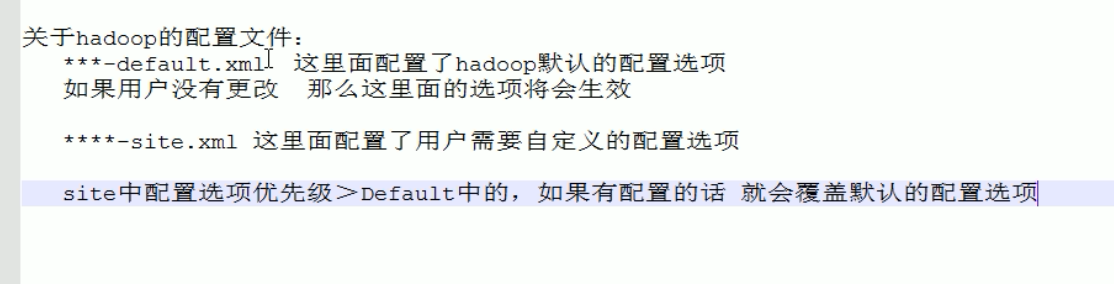 关于hadoop的配置文件：
***-default.xml 这里面配置了hadoop默认的配置选项
如果用户没有更改 那么这里面的选项将会生效
****-site.xml 这里面配置了用户需要自定义的配置选项
site中配置选项优先级＞Default中的，如果有配置的话 就会覆盖默认的配置选项